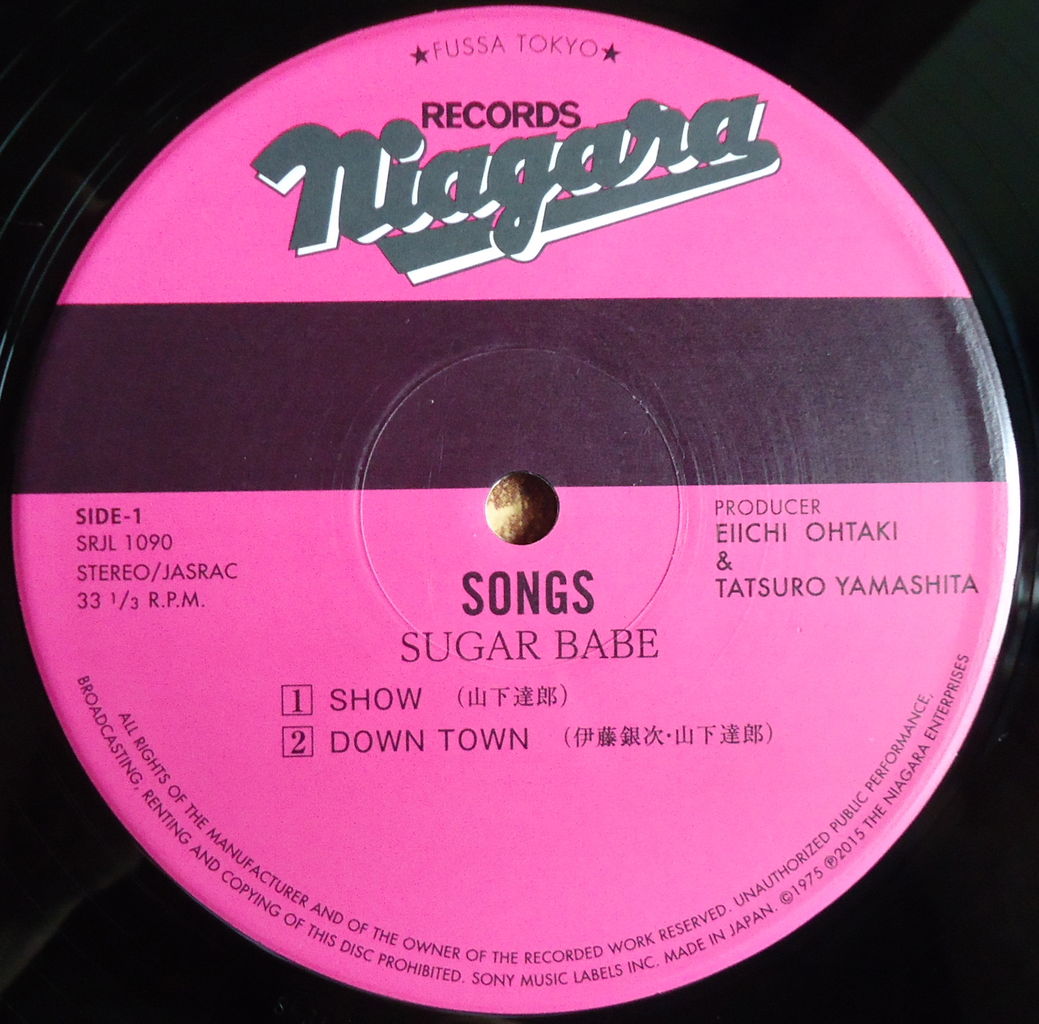 ★FUSSA TOKYO★
RECORDS
Niagara
SIDE-1
SRJL 1090
STEREO/JASRAC
33 1/3 R.P.M.
PRODUCER
EIICHI OHTAKI
&
TATSURO YAMASHITA
SONGS
SUGAR BABE
1 SHOW (山下達郎)
2 DOWN TOWN (伊藤銀次·山下達郎)
ALL RIGHTS OF THE MANUFACTURER AND OF THE OWNER OF THE RECORDED WORK RESERVED. UNAUTHORIZED PUBLIC PERFORMANCE,
BROADCASTING, RENTING AND COPYING OF THIS DISC PROHIBITED. SONY MUSIC LABELS INC. MADE IN JAPAN. ©1975 ℗2015 THE NIAGARA ENTERPRISES